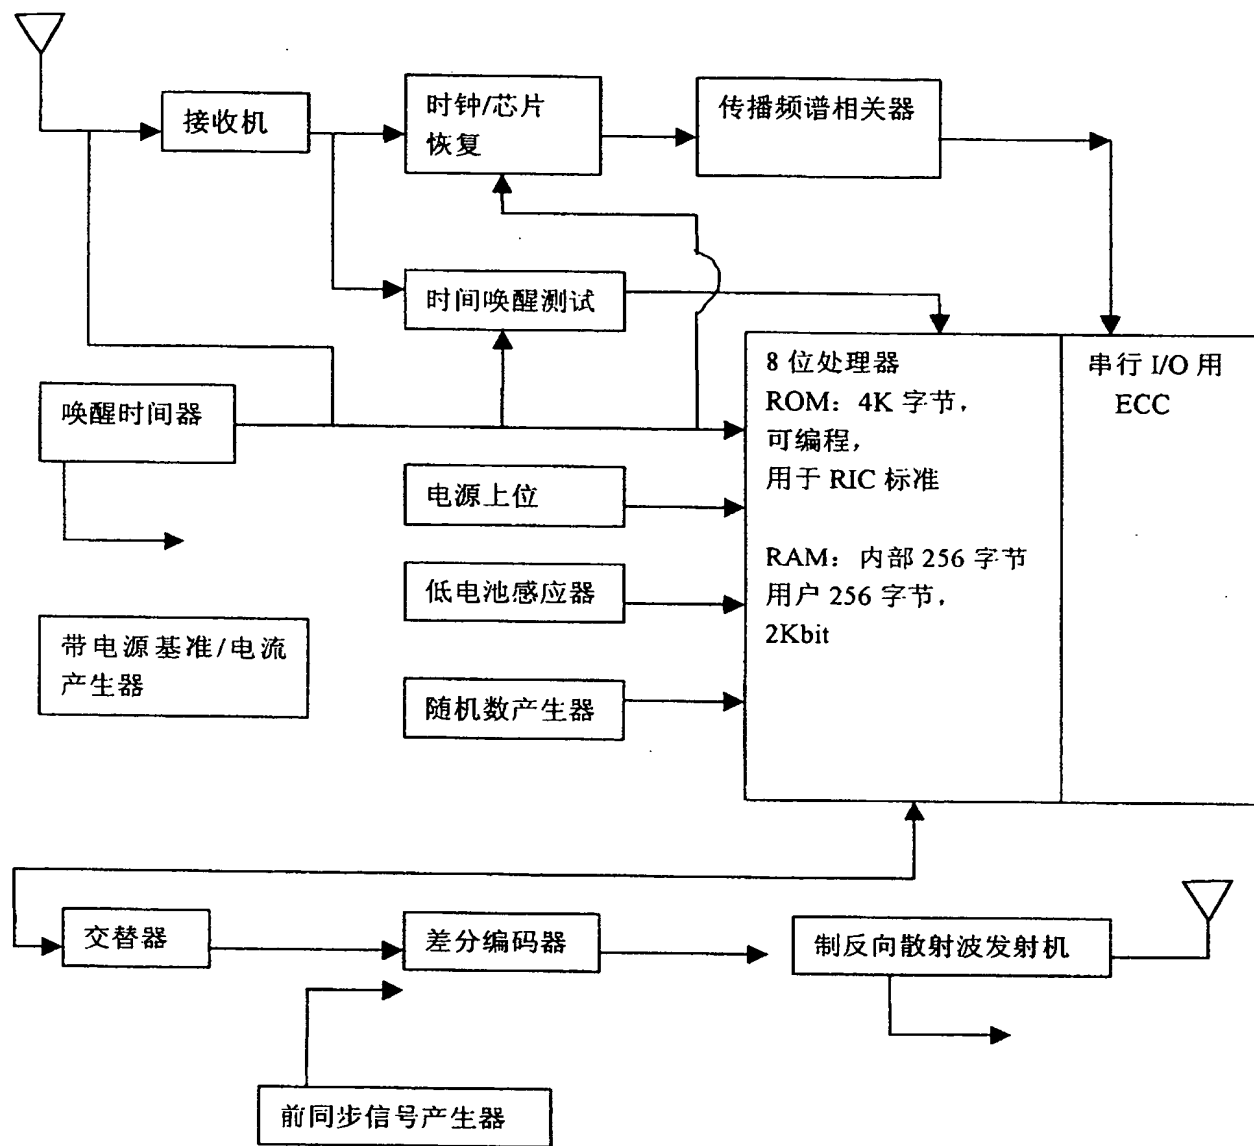 接收机
时钟/芯片
恢复
传播频谱相关器
时间唤醒测试
唤醒时间器
8 位处理器
ROM：4K 字节，
可编程，
用于 RIC 标准
RAM：内部 256 字节
用户 256 字节，
2Kbit
串行 I/O 用
ECC
电源上位
低电池感应器
带电源基准/电流
产生器
随机数产生器
交替器
差分编码器
制反向散射波发射机
前同步信号产生器